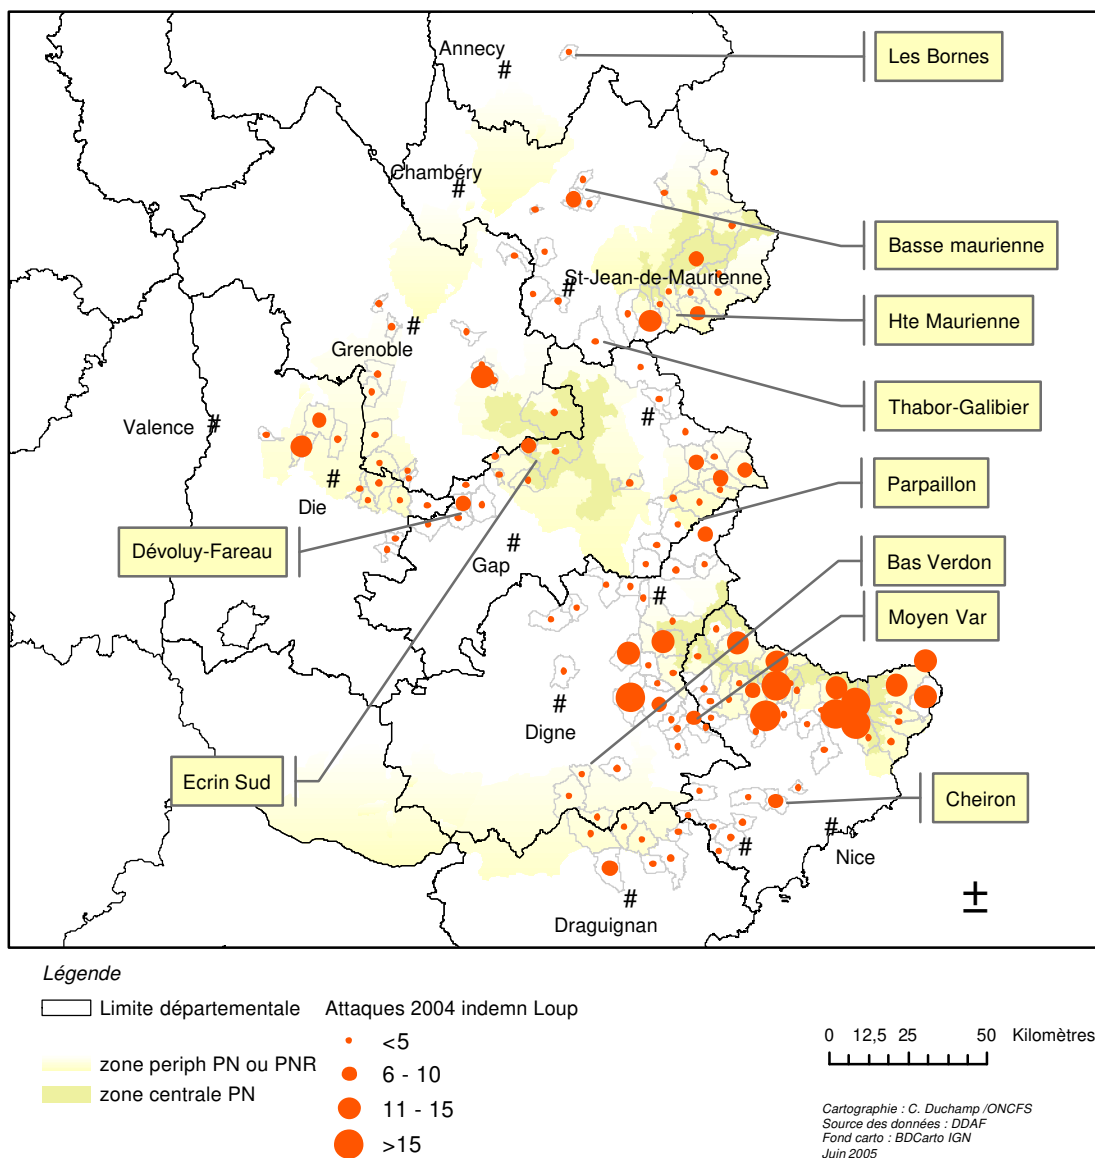 Annecy
#
Les Bornes
Chambéry
#
Basse maurienne
St-Jean-de-Maurienne
#
Hte Maurienne
#
Grenoble
Thabor-Galibier
#
Valence
#
#
Die
Parpaillon
Dévoluy-Fareau
#
Gap
Bas Verdon
#
Moyen Var
#
Digne
Ecrin Sud
Cheiron
#
#
Nice
#
Draguignan
±
Légende
Limite départementale
zone periph PN ou PNR
zone centrale PN
Attaques 2004 indemn Loup
<5
6 - 10
11 - 15
>15
0 12,5 25 50 Kilomètres
Cartographie : C. Duchamp /ONCFS
Source des données : DDAF
Fond carto : BDCarto IGN
Juin 2005